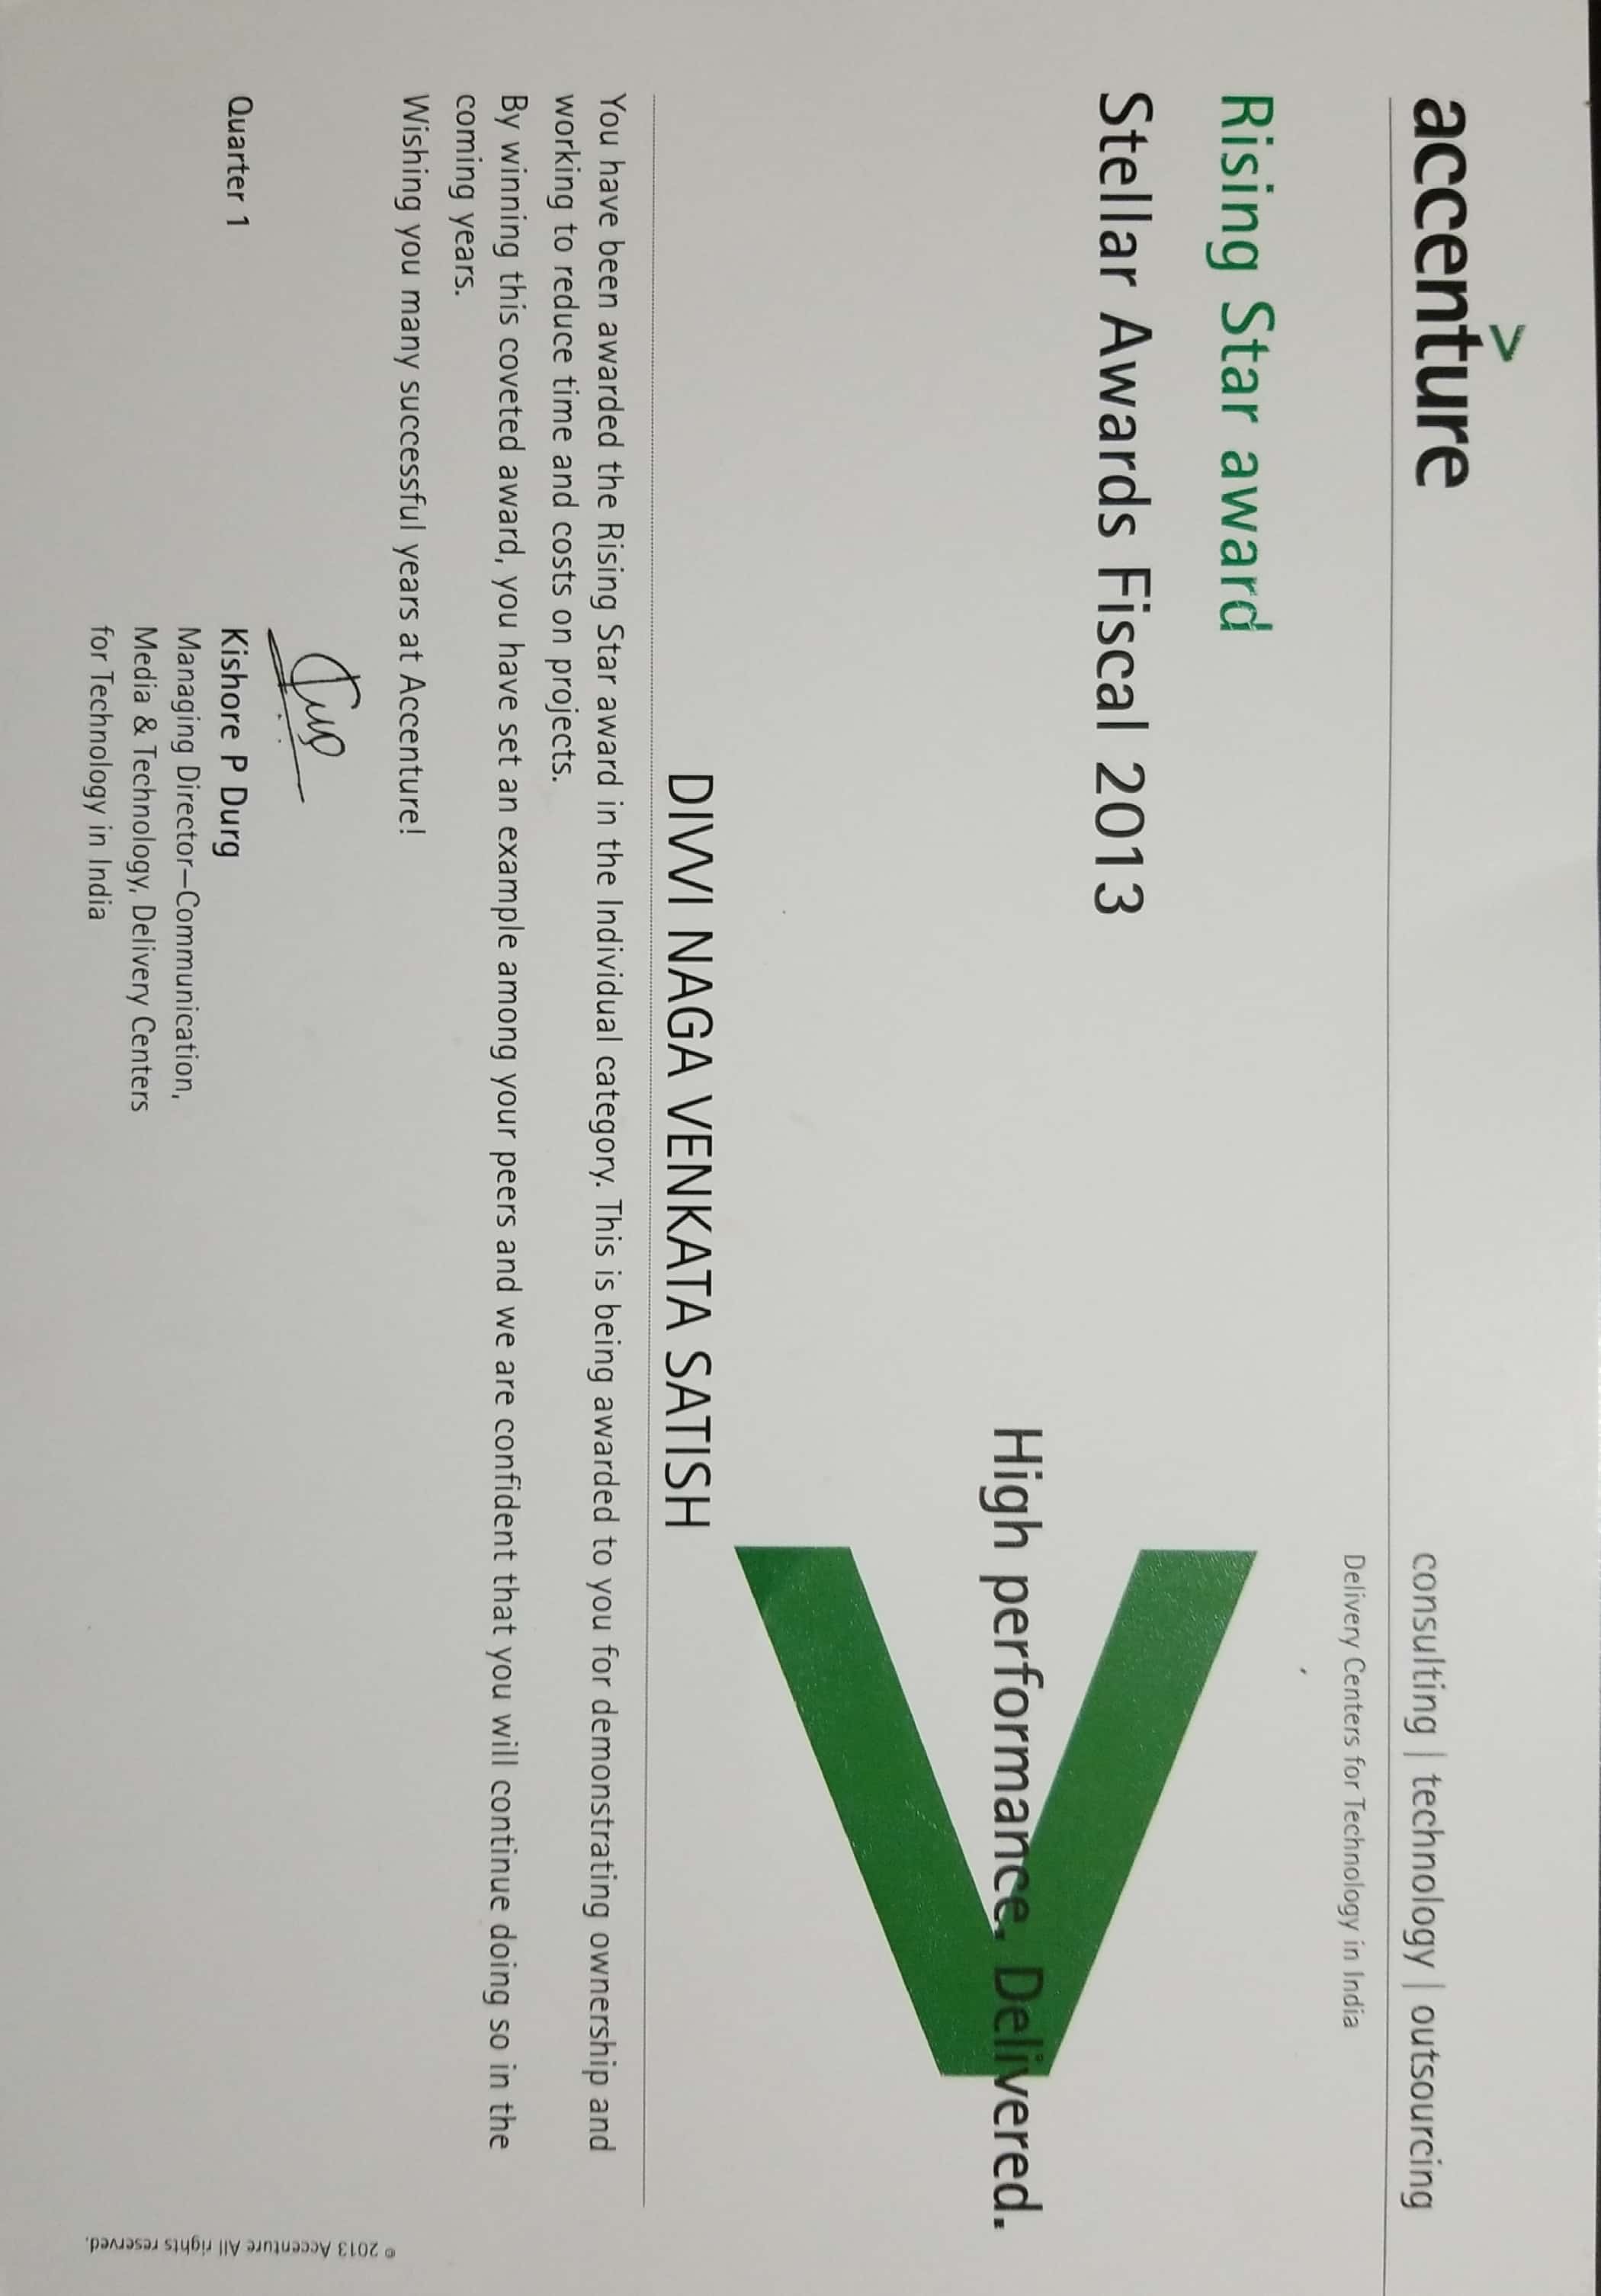 accenture
consulting | technology | outsourcing
Delivery Centers for Technology in India
Rising Star award
Stellar Awards Fiscal 2013
High performance. Delivered.
DIVVI NAGA VENKATA SATISH
You have been awarded the Rising Star award in the Individual category. This is being awarded to you for demonstrating ownership and
working to reduce time and costs on projects.
By winning this coveted award, you have set an example among your peers and we are confident that you will continue doing so in the
coming years.
Wishing you many successful years at Accenture!
Quarter 1
Kishore P Durg
Managing Director—Communication,
Media & Technology, Delivery Centers
for Technology in India
© 2013 Accenture All rights reserved.